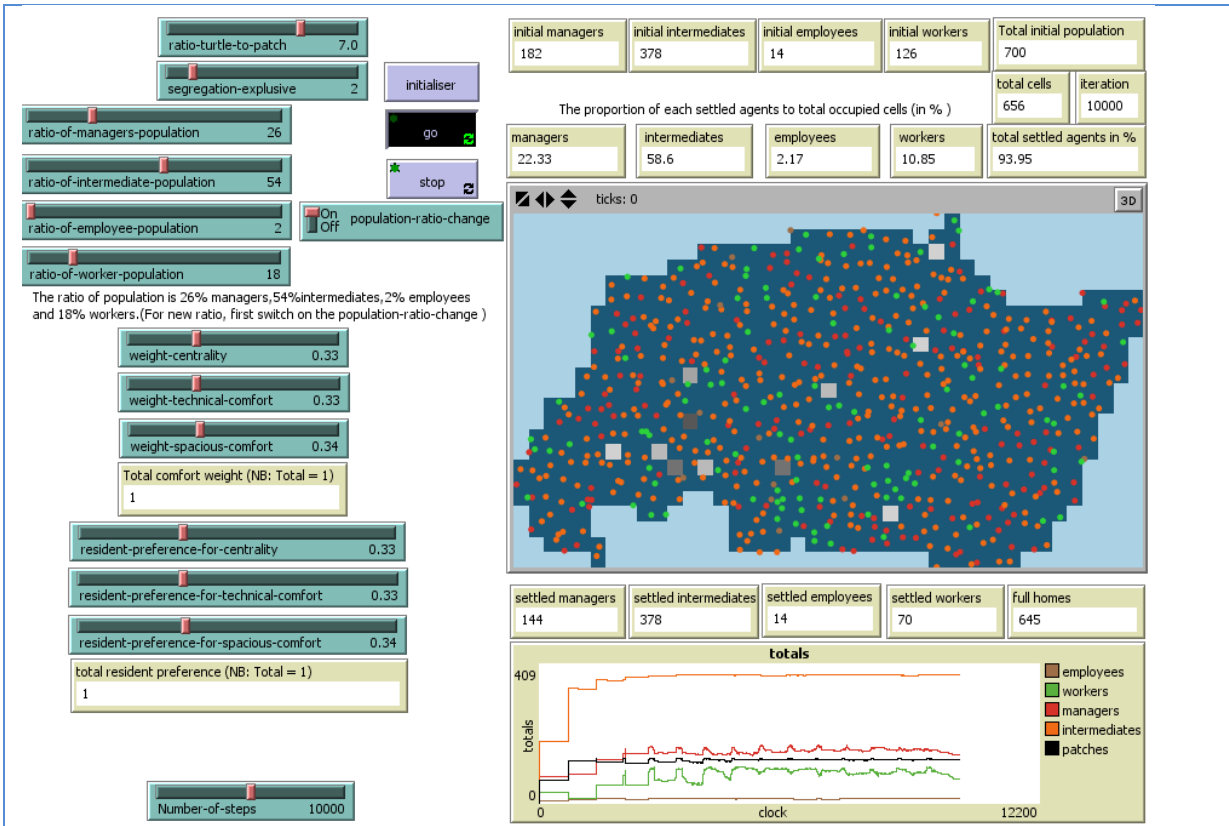 ratio-turtle-to-patch 7.0
segregation-explusive 2
initialiser
ratio-of-managers-population 26
go
ratio-of-intermediate-population 54
stop
ratio-of-employee-population 2
On
Off
population-ratio-change
ratio-of-worker-population 18
The ratio of population is 26% managers,54%intermediates,2% employees
and 18% workers.(For new ratio, first switch on the population-ratio-change )
weight-centrality 0.33
weight-technical-comfort 0.33
weight-spacious-comfort 0.34
Total comfort weight (NB: Total = 1)
1
resident-preference-for-centrality 0.33
resident-preference-for-technical-comfort 0.33
resident-preference-for-spacious-comfort 0.34
total resident preference (NB: Total = 1)
1
Number-of-steps 10000
initial managers
182
initial intermediates
378
initial employees
14
initial workers
126
Total initial population
700
total cells
656
iteration
10000
The proportion of each settled agents to total occupied cells (in % )
managers
22.33
intermediates
58.6
employees
2.17
workers
10.85
total settled agents in %
93.95
ticks: 0
3D
settled managers
144
settled intermediates
378
settled employees
14
settled workers
70
full homes
645
totals
409
totals
0
0
clock
12200
employees
workers
managers
intermediates
patches